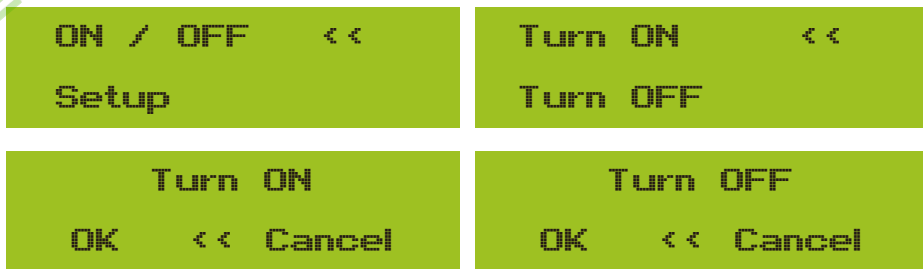 ON / OFF <<
Setup
Turn ON <<
Turn OFF
Turn ON
OK << Cancel
Turn OFF
OK << Cancel